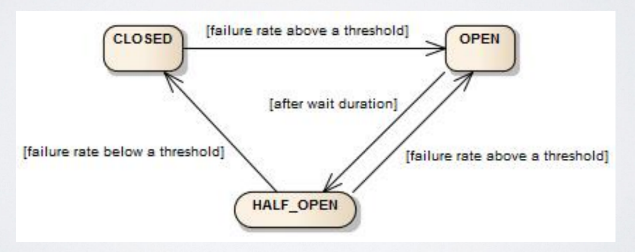 CLOSED
[failure rate above a threshold]
OPEN
[after wait duration]
[failure rate below a threshold]
[failure rate above a threshold]
HALF_OPEN